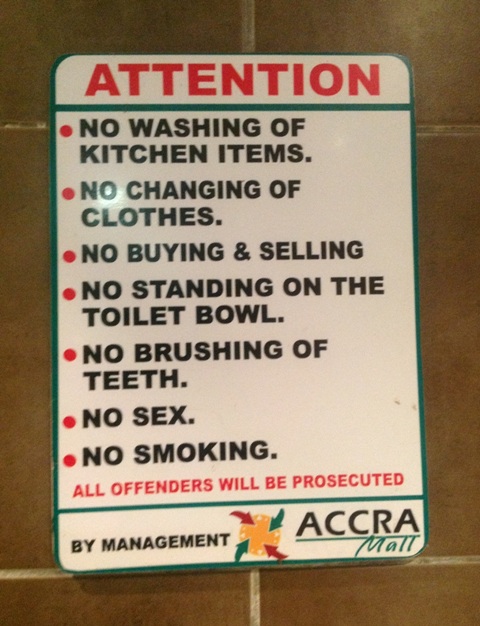 ATTENTION
NO WASHING OF
KITCHEN ITEMS.
NO CHANGING OF
CLOTHES.
NO BUYING & SELLING
NO STANDING ON THE
TOILET BOWL.
NO BRUSHING OF
TEETH.
NO SEX.
NO SMOKING.
ALL OFFENDERS WILL BE PROSECUTED
BY MANAGEMENT
ACCRA
Mall